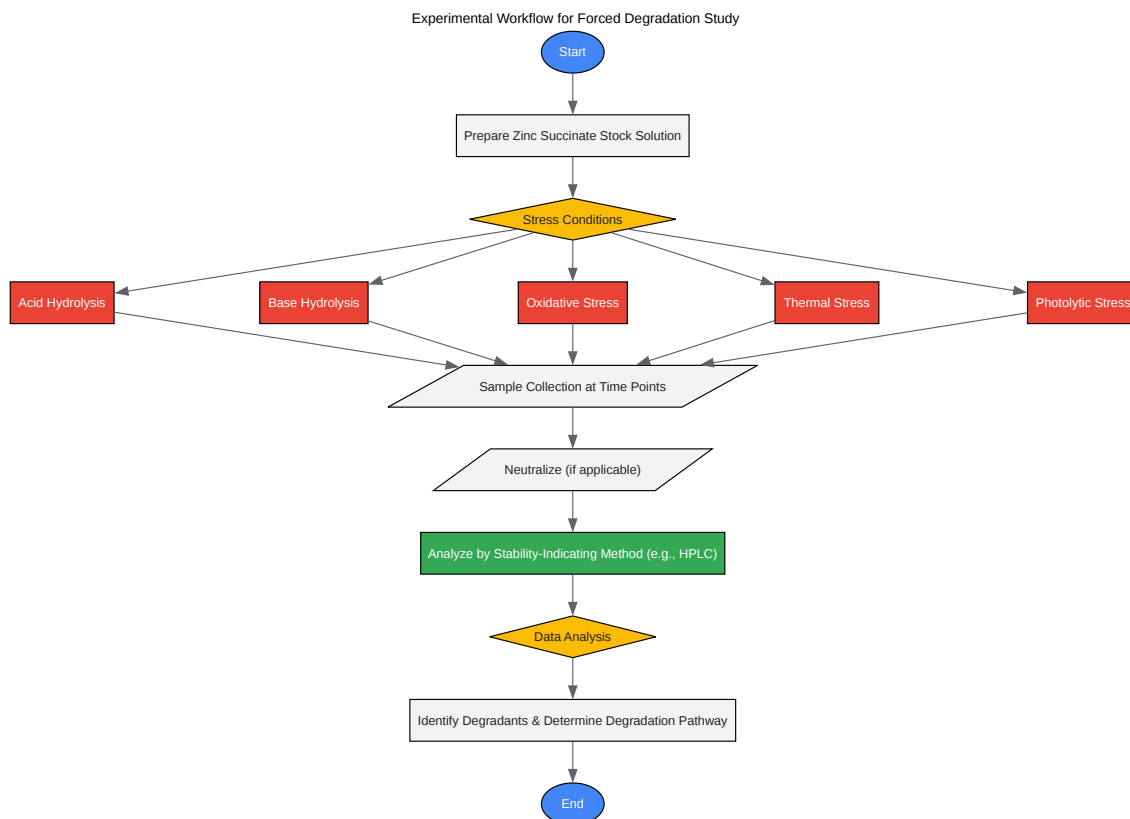 Experimental Workflow for Forced Degradation Study
Start
Prepare Zinc Succinate Stock Solution
Stress Conditions
Acid Hydrolysis
Base Hydrolysis
Oxidative Stress
Thermal Stress
Photolytic Stress
Sample Collection at Time Points
Neutralize (if applicable)
Analyze by Stability-Indicating Method (e.g., HPLC)
Data Analysis
Identify Degradants & Determine Degradation Pathway
End